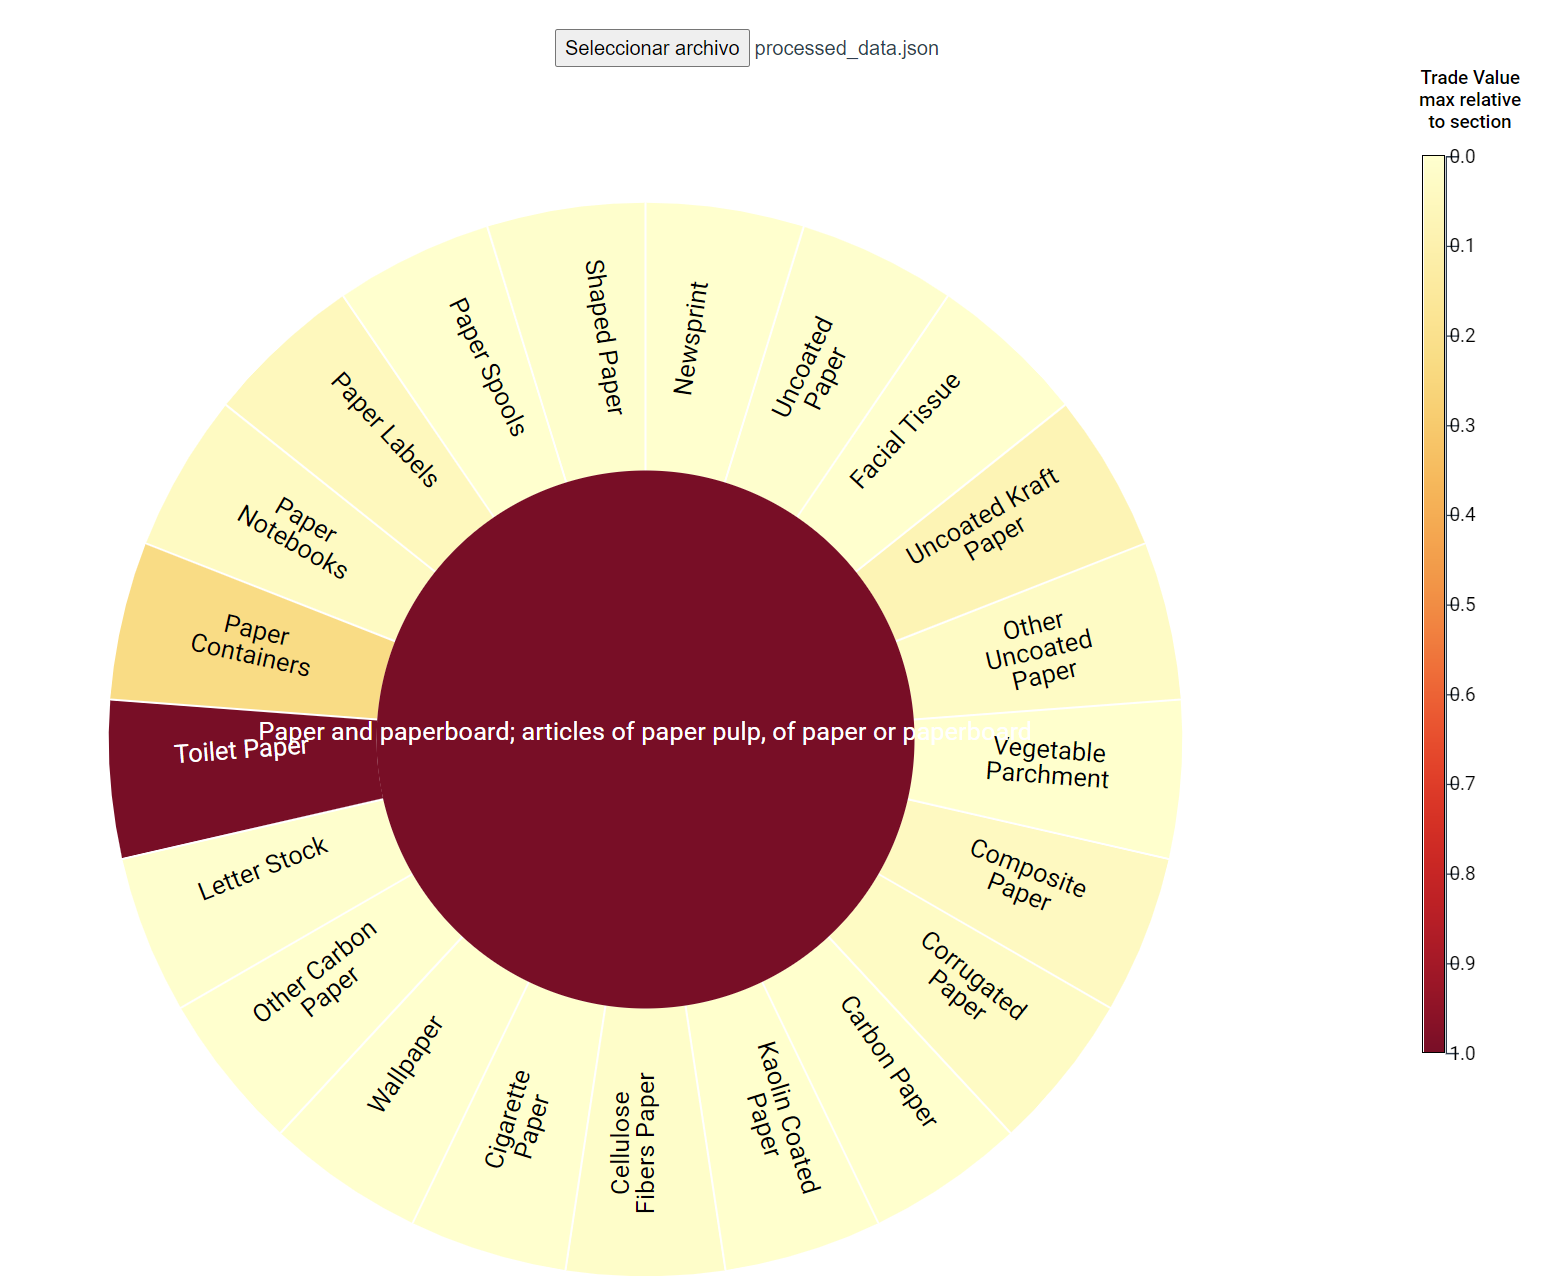 Seleccionar archivo processed_data.json
Trade Value
max relative
to section
0.0
0.1
0.2
0.3
0.4
0.5
0.6
0.7
0.8
0.9
1.0
Newsprint
Uncoated
Paper
Facial Tissue
Uncoated Kraft
Paper
Other
Uncoated
Paper
Vegetable
Parchment
Composite
Paper
Corrugated
Paper
Carbon Paper
Kaolin Coated
Paper
Cellulose
Fibers Paper
Cigarette
Paper
Wallpaper
Other Carbon
Paper
Letter Stock
Toilet Paper
Paper
Containers
Paper
Notebooks
Paper Labels
Paper Spools
Shaped Paper
Paper and paperboard; articles of paper pulp, of paper or paperboard